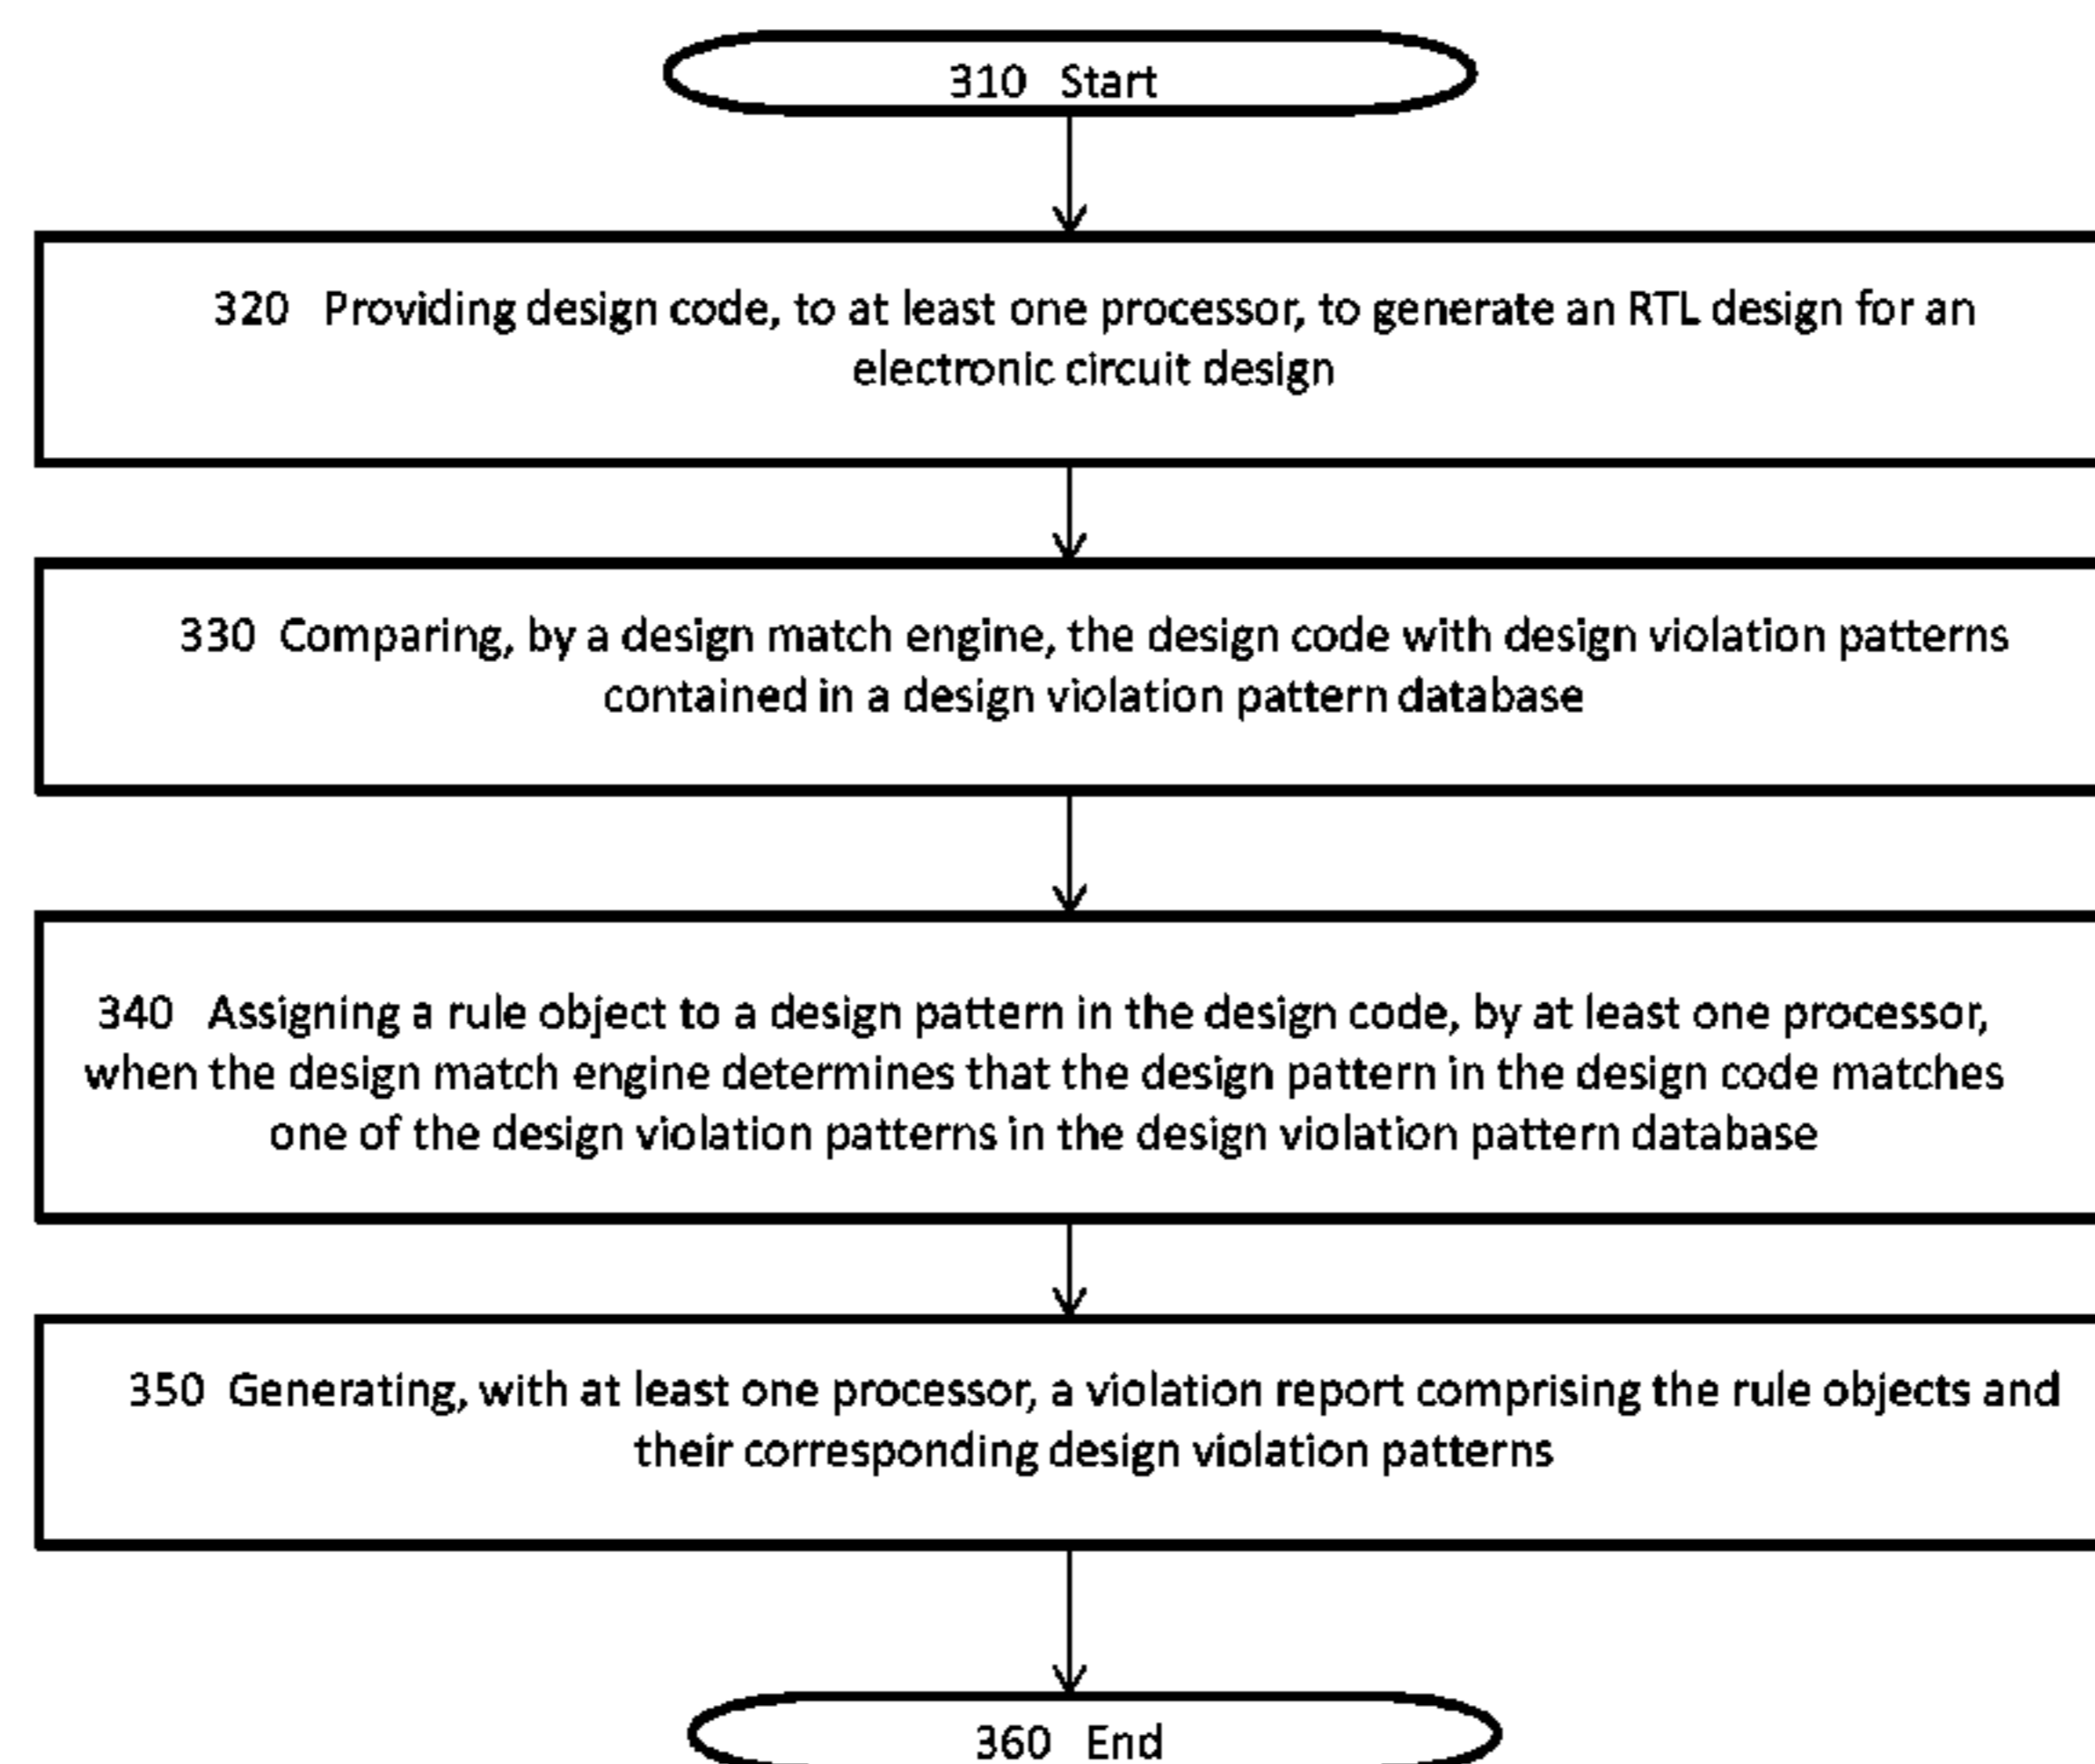 310 Start
320 Providing design code, to at least one processor, to generate an RTL design for an
electronic circuit design
330 Comparing, by a design match engine, the design code with design violation patterns
contained in a design violation pattern database
340 Assigning a rule object to a design pattern in the design code, by at least one processor,
when the design match engine determines that the design pattern in the design code matches
one of the design violation patterns in the design violation pattern database
350 Generating, with at least one processor, a violation report comprising the rule objects and
their corresponding design violation patterns
360 End